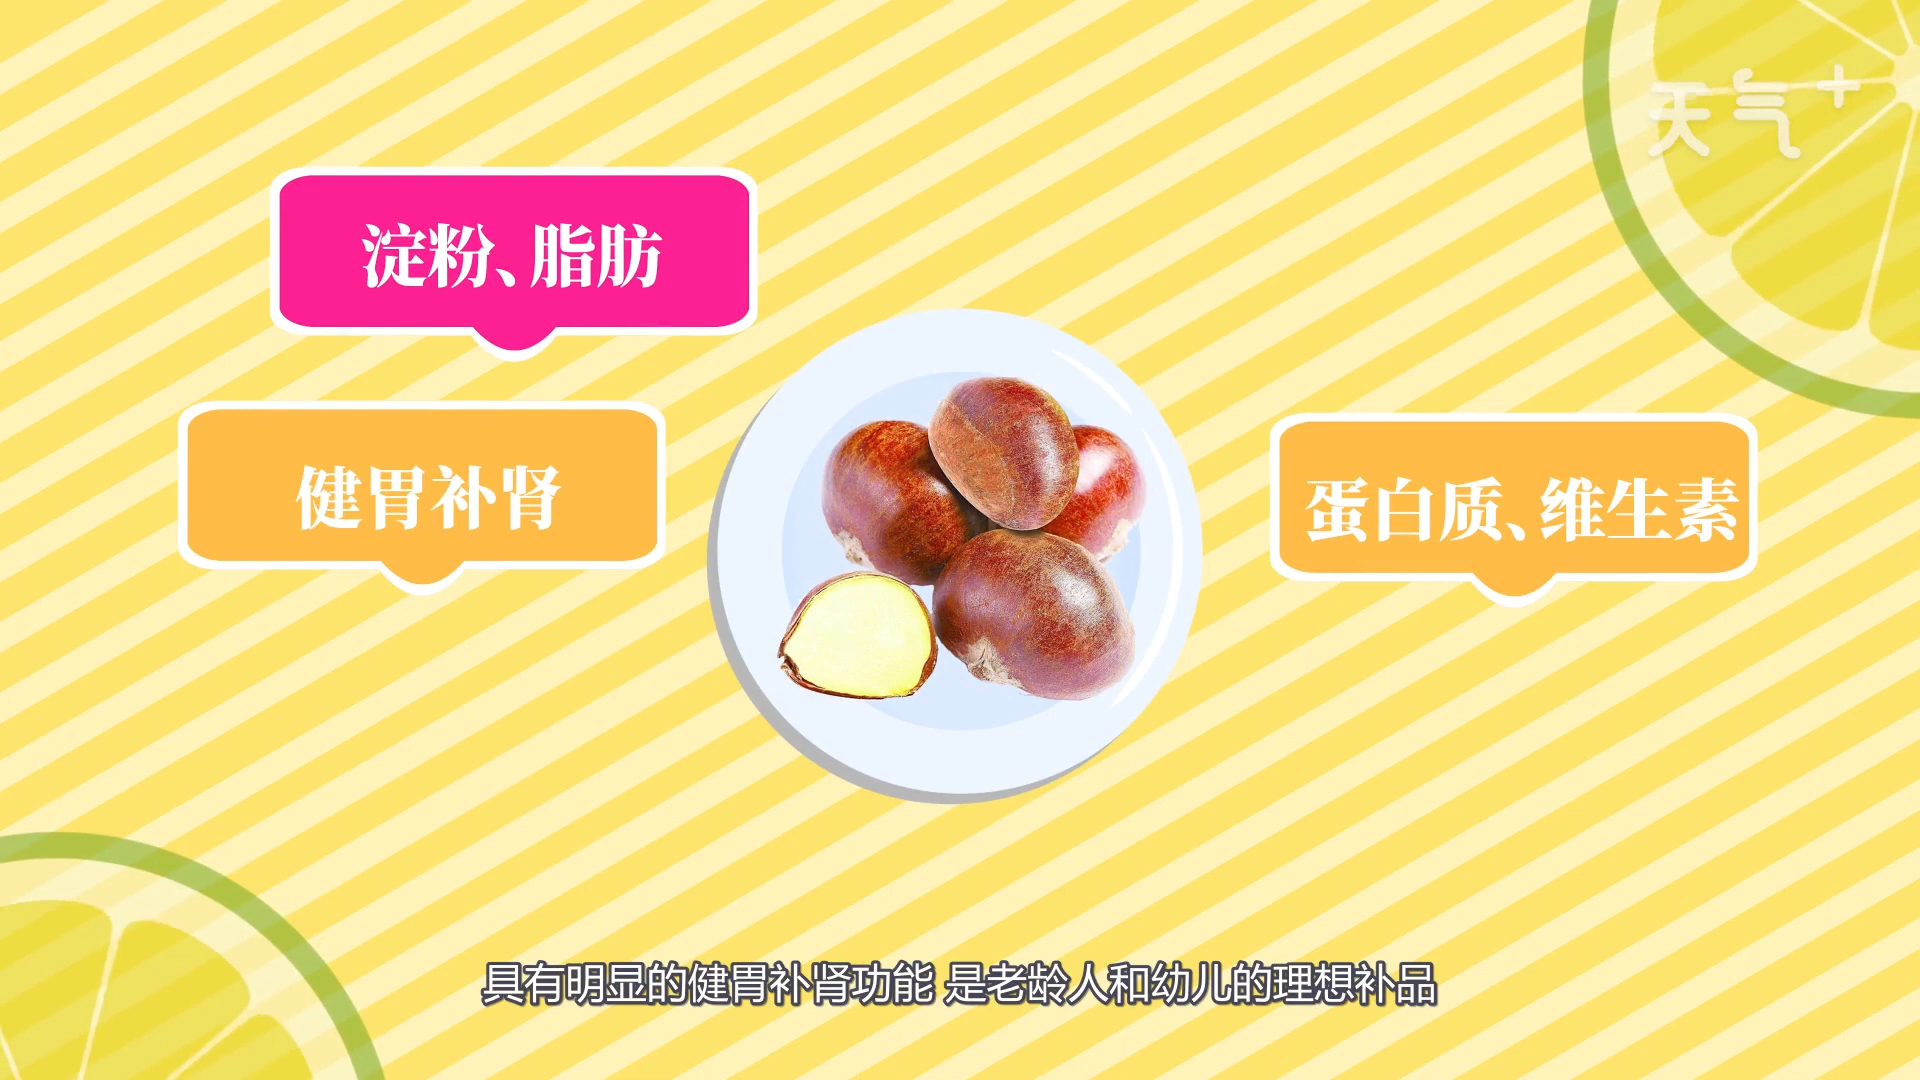 天气+
淀粉、脂肪
健胃补肾
蛋白质、维生素
具有明显的健胃补肾功能 是老龄人和幼儿的理想补品